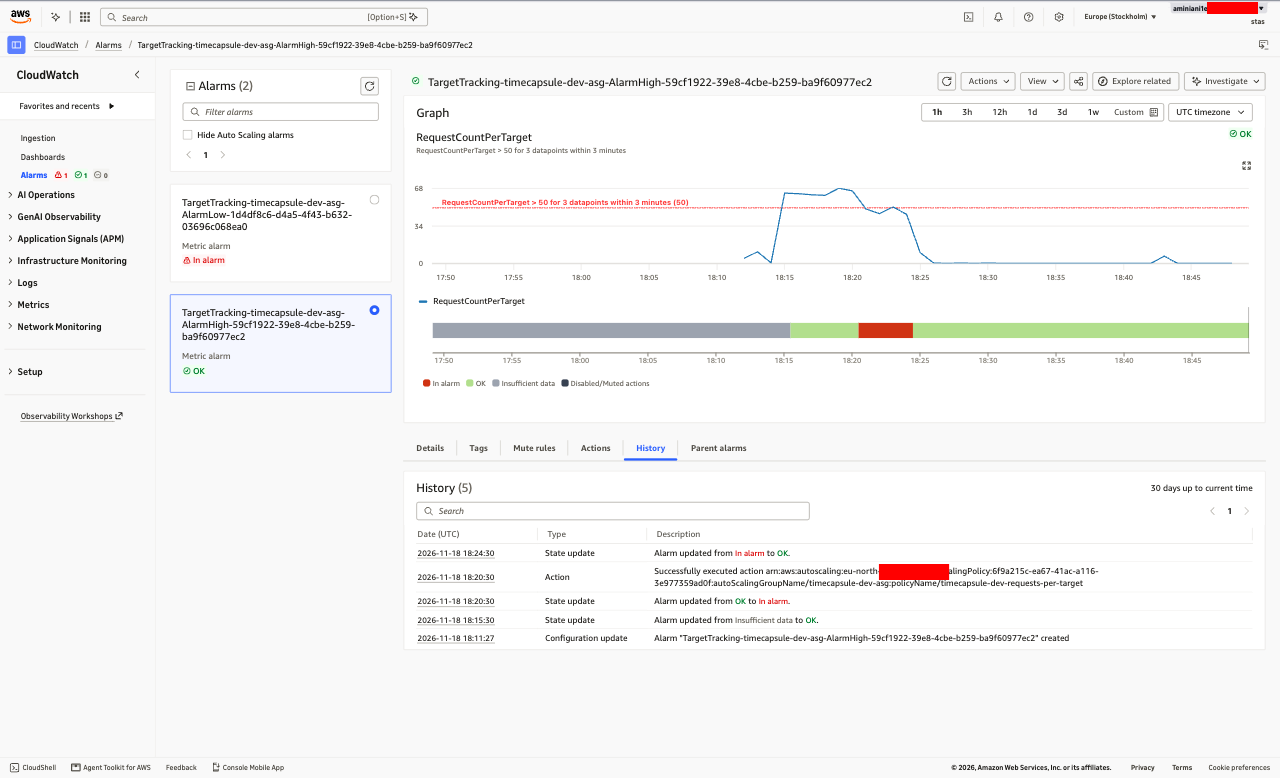 aws
Search
[Option+S]
aminiani1e
Europe (Stockholm)
stas
CloudWatch / Alarms / TargetTracking-timecapsule-dev-asg-AlarmHigh-59cf1922-39e8-4cbe-b259-ba9f60977ec2
CloudWatch
Favorites and recents
Ingestion
Dashboards
Alarms 1 1 0
AI Operations
GenAI Observability
Application Signals (APM)
Infrastructure Monitoring
Logs
Metrics
Network Monitoring
Setup
Observability Workshops
Alarms (2)
Filter alarms
Hide Auto Scaling alarms
1
TargetTracking-timecapsule-dev-asg-
AlarmLow-1d4df8c6-d4a5-4f43-b632-
03696c068ea0
Metric alarm
In alarm
TargetTracking-timecapsule-dev-asg-
AlarmHigh-59cf1922-39e8-4cbe-b259-
ba9f60977ec2
Metric alarm
OK
TargetTracking-timecapsule-dev-asg-AlarmHigh-59cf1922-39e8-4cbe-b259-ba9f60977ec2
Actions
View
Explore related
Investigate
Graph
1h 3h 12h 1d 3d 1w Custom
UTC timezone
RequestCountPerTarget
OK
RequestCountPerTarget > 50 for 3 datapoints within 3 minutes
68
RequestCountPerTarget > 50 for 3 datapoints within 3 minutes (50)
34
0
17:50 17:55 18:00 18:05 18:10 18:15 18:20 18:25 18:30 18:35 18:40 18:45
RequestCountPerTarget
17:50 17:55 18:00 18:05 18:10 18:15 18:20 18:25 18:30 18:35 18:40 18:45
In alarm OK Insufficient data Disabled/Muted actions
Details Tags Mute rules Actions History Parent alarms
History (5)
30 days up to current time
Search
1
Date (UTC) Type Description
2026-11-18 18:24:30 State update Alarm updated from In alarm to OK.
2026-11-18 18:20:30 Action Successfully executed action arn:aws:autoscaling:eu-north- alingPolicy:6f9a215c-ea67-41ac-a116-
3e977359ad0f:autoScalingGroupName/timecapsule-dev-asg:policyName/timecapsule-dev-requests-per-target
2026-11-18 18:20:30 State update Alarm updated from OK to In alarm.
2026-11-18 18:15:30 State update Alarm updated from Insufficient data to OK.
2026-11-18 18:11:27 Configuration update Alarm "TargetTracking-timecapsule-dev-asg-AlarmHigh-59cf1922-39e8-4cbe-b259-ba9f60977ec2" created
CloudShell
Agent Toolkit for AWS
Feedback
Console Mobile App
© 2026, Amazon Web Services, Inc. or its affiliates.
Privacy
Terms
Cookie preferences